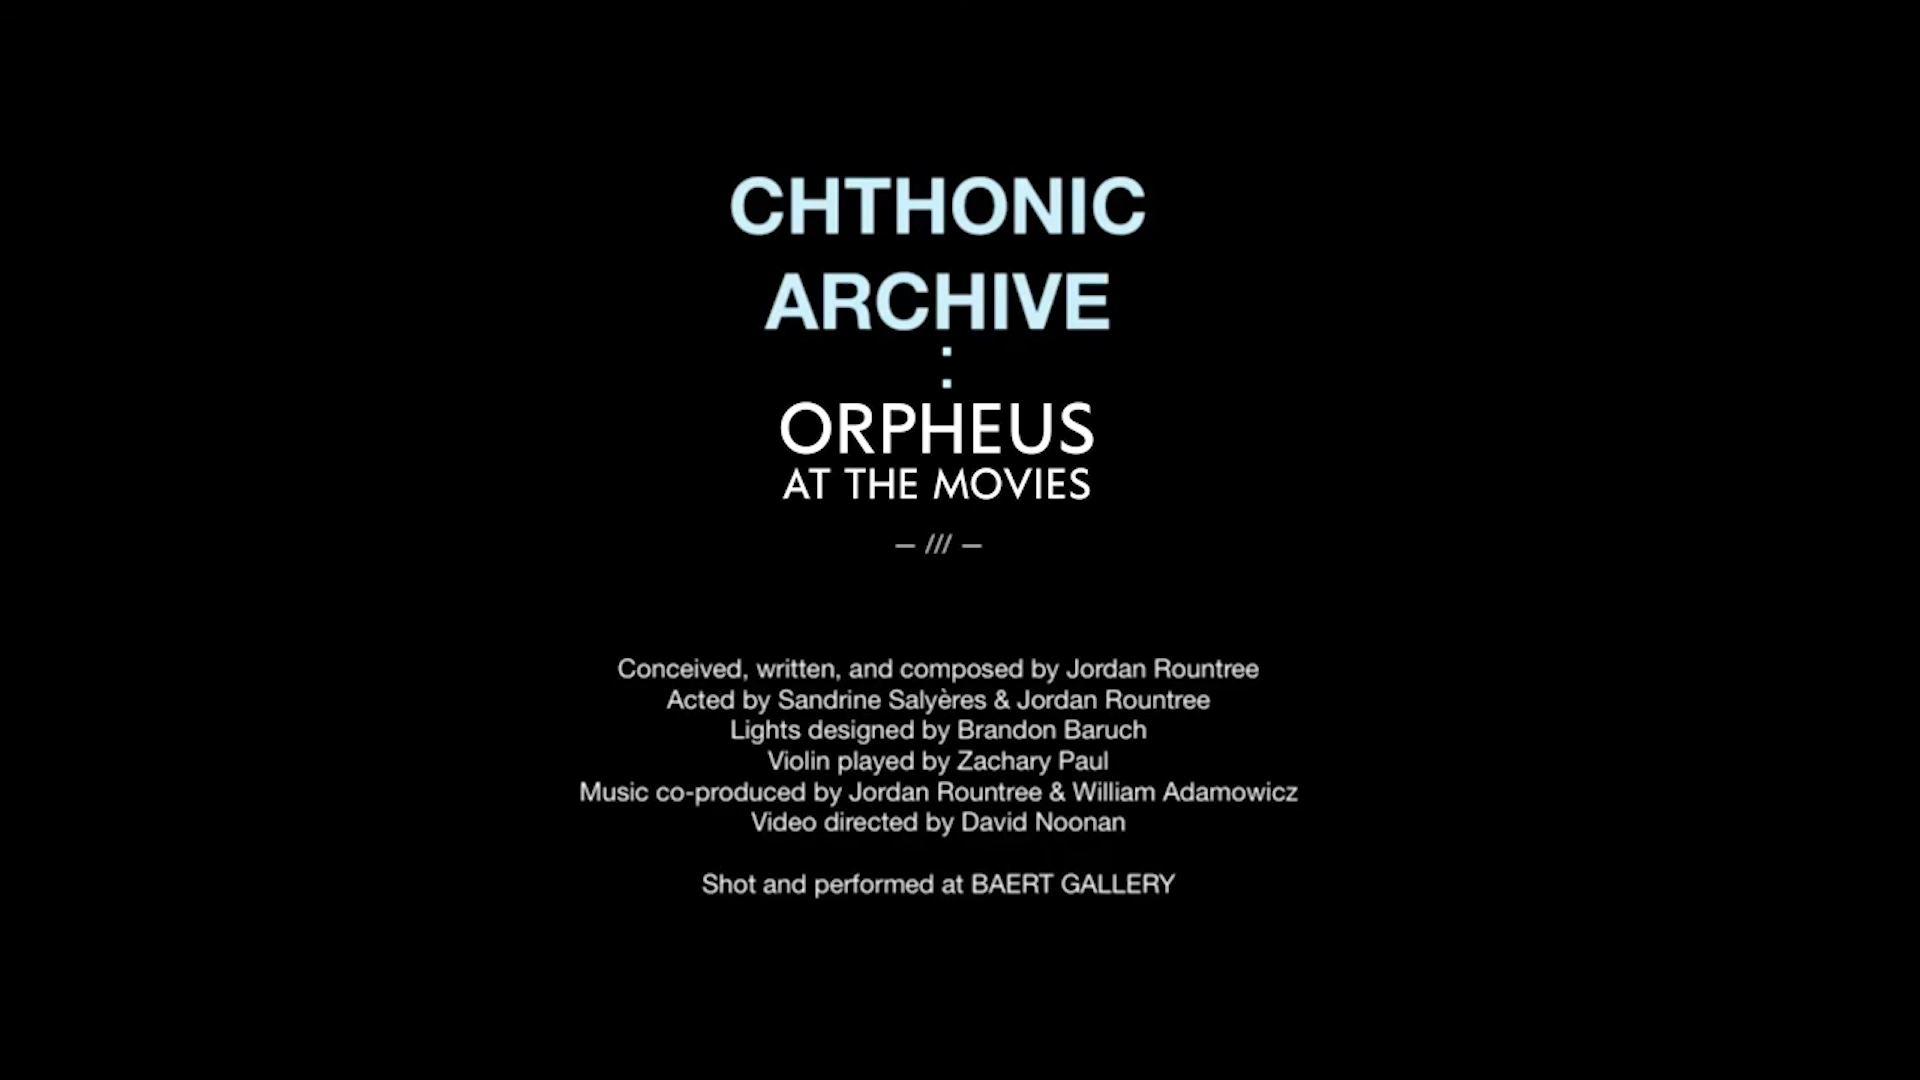 CHTHONIC
ARCHIVE
:
ORPHEUS
AT THE MOVIES
— /// —
Conceived, written, and composed by Jordan Rountree
Acted by Sandrine Salyères & Jordan Rountree
Lights designed by Brandon Baruch
Violin played by Zachary Paul
Music co-produced by Jordan Rountree & William Adamowicz
Video directed by David Noonan
Shot and performed at BAERT GALLERY